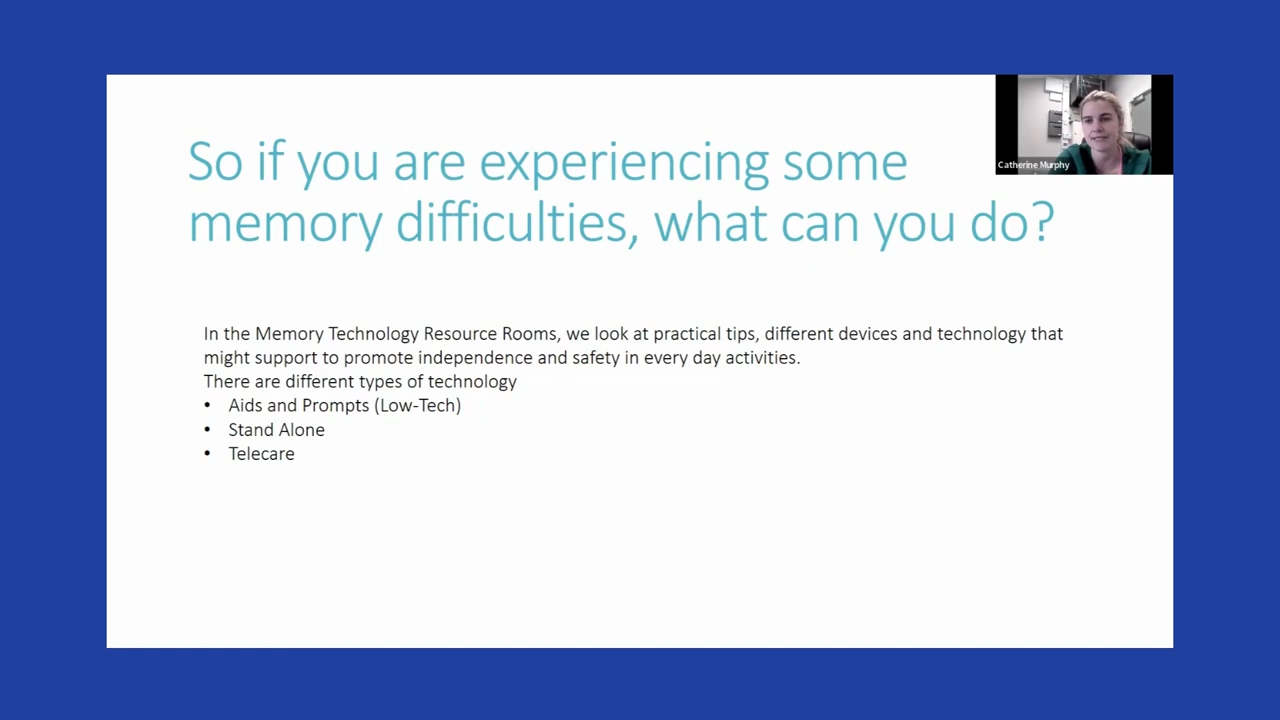 So if you are experiencing some
memory difficulties, what can you do?
Catherine Murphy
In the Memory Technology Resource Rooms, we look at practical tips, different devices and technology that
might support to promote independence and safety in every day activities.
There are different types of technology
• Aids and Prompts (Low-Tech)
• Stand Alone
• Telecare